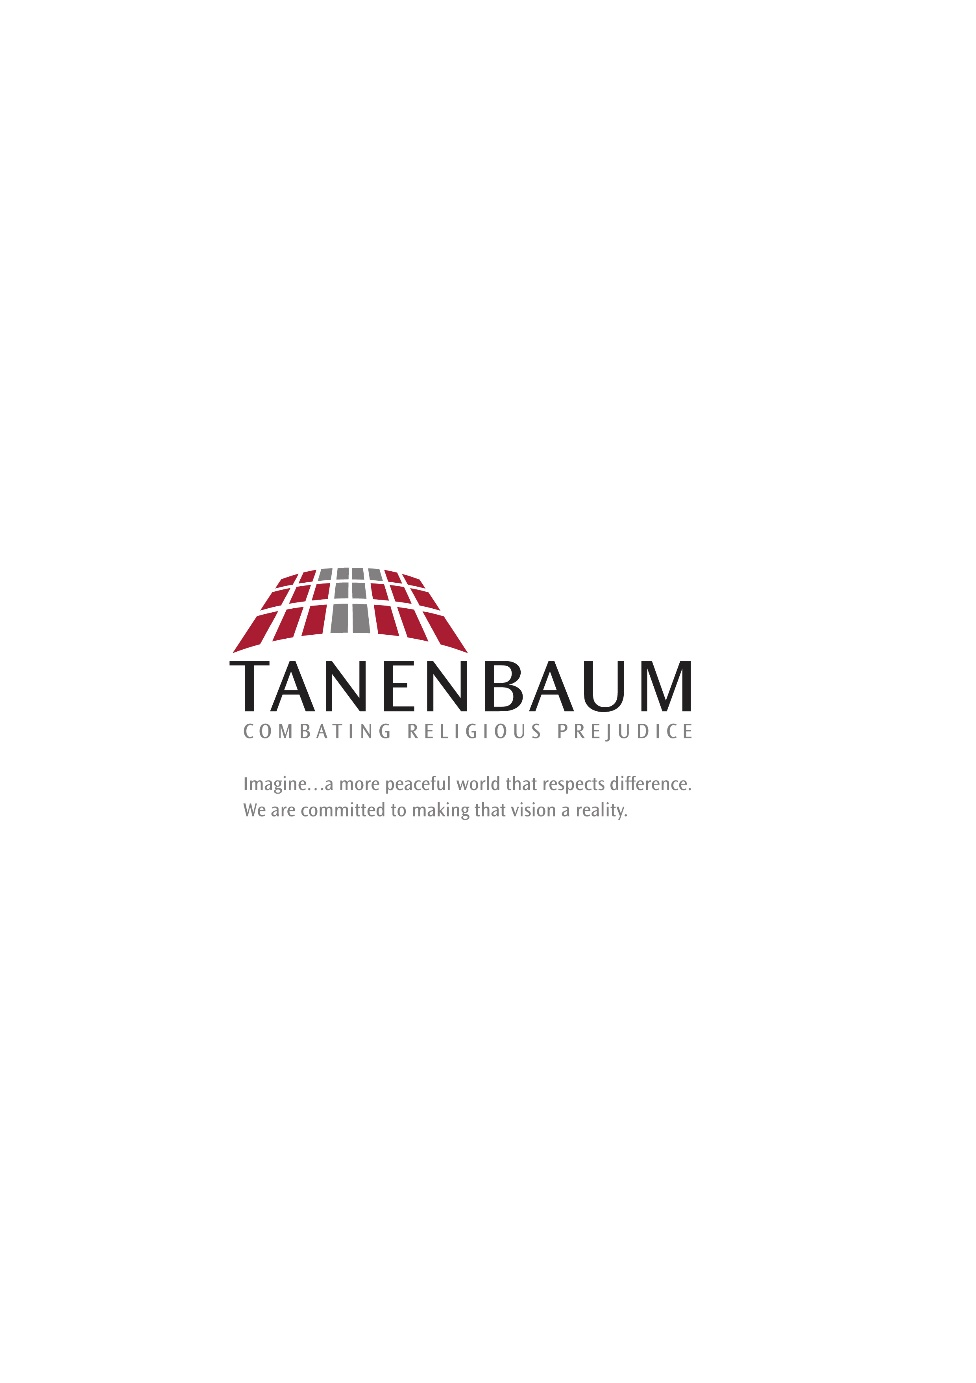 TANENBAUM
COMBATING RELIGIOUS PREJUDICE
Imagine…a more peaceful world that respects difference.
We are committed to making that vision a reality.